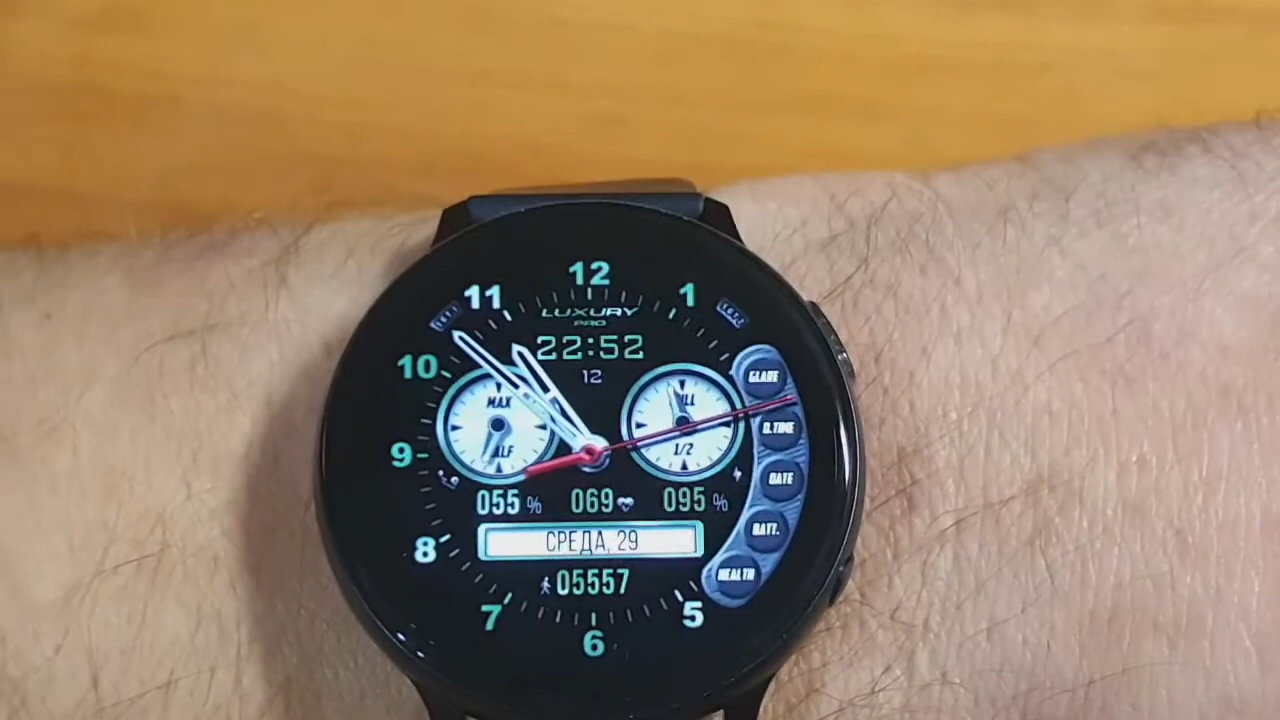 12
11
1
LUXURY
PRO
22:52
10
12
GLARE
MAX
D.TIME
9
1/2
DATE
055 %
069
095 %
BATT.
СРЕДА, 29
8
HEALTH
05557
7
5
6